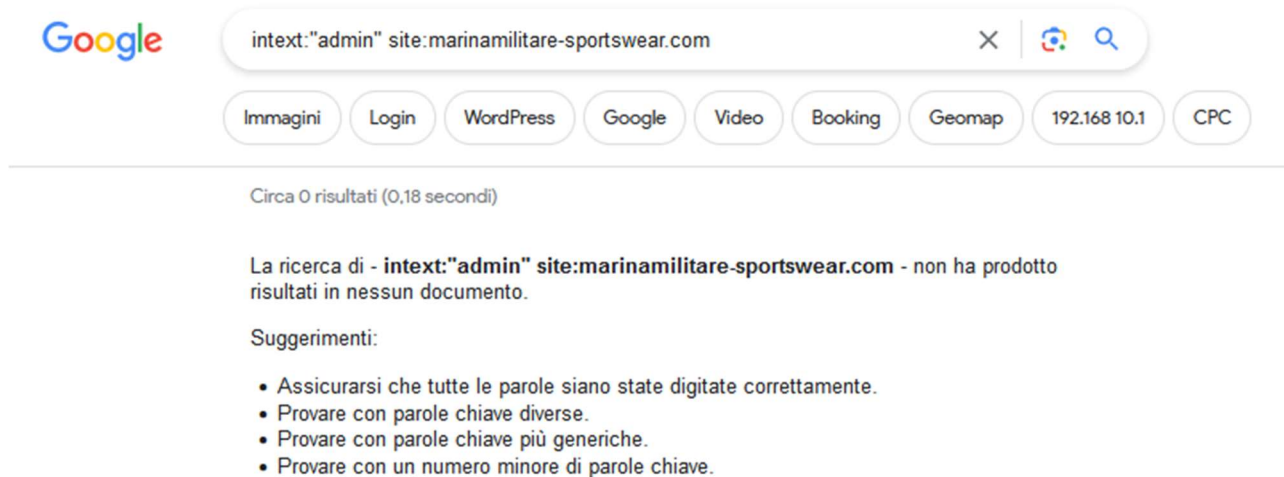 Google
intext:"admin" site:marinamilitare-sportswear.com
Immagini Login WordPress Google Video Booking Geomap 192.168 10.1 CPC
Circa 0 risultati (0,18 secondi)
La ricerca di - intext:"admin" site:marinamilitare-sportswear.com - non ha prodotto
risultati in nessun documento.
Suggerimenti:
• Assicurarsi che tutte le parole siano state digitate correttamente.
• Provare con parole chiave diverse.
• Provare con parole chiave più generiche.
• Provare con un numero minore di parole chiave.